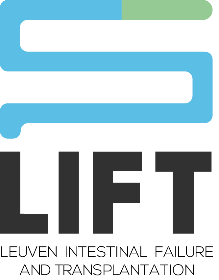 LIFT
LEUVEN INTESTINAL FAILURE
AND TRANSPLANTATION